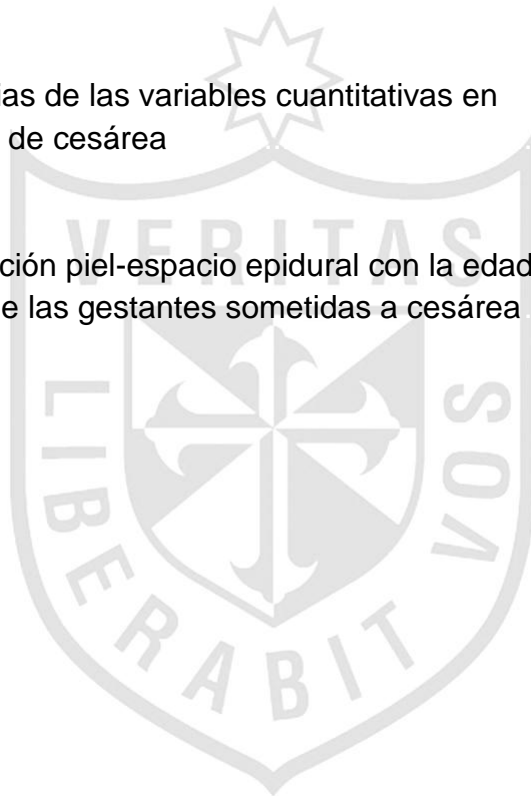 ias de las variables cuantitativas en
de cesárea
ción piel-espacio epidural con la edad
e las gestantes sometidas a cesárea
VERITAS
LIBERABIT
VOS